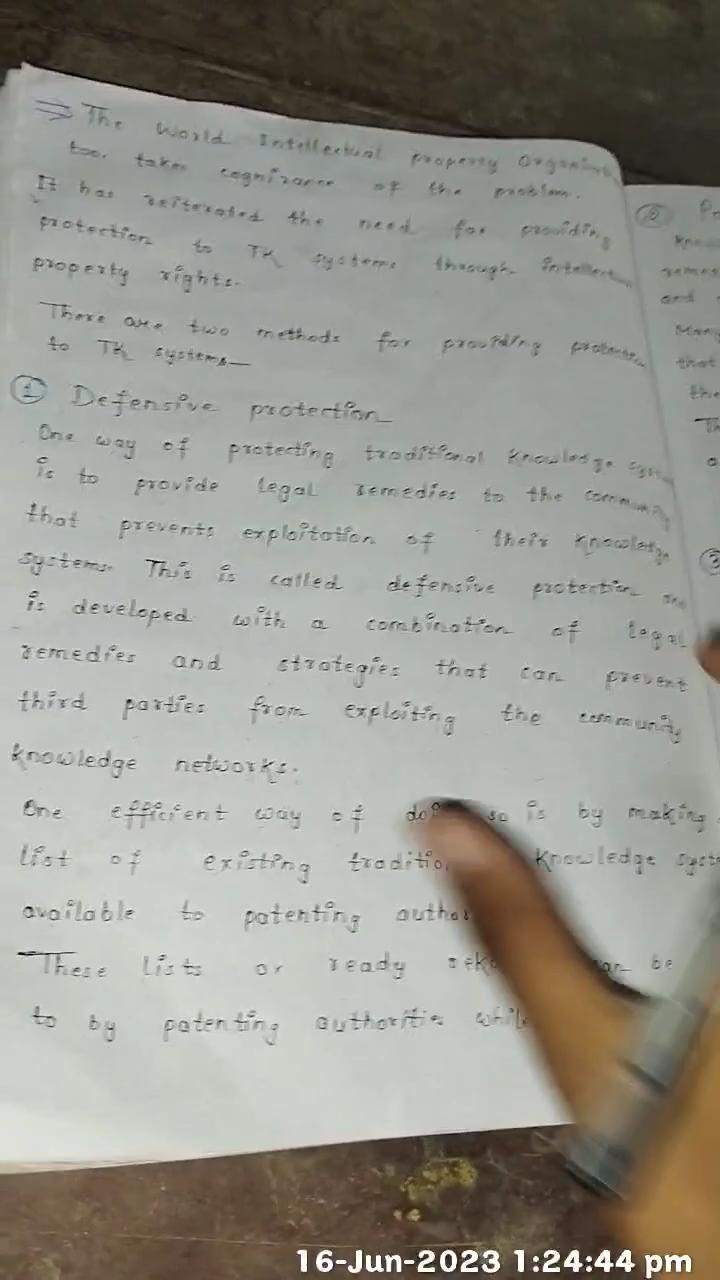 ⇒ The World Intellectual property
too. takes cognizance of the problem.
It has reiterated the need for providing
protection to TK systems through
property rights.
There are two methods for providing
to TK systems—
① Defensive protection
One way of protecting traditional knowledge
is to provide legal remedies to the community
that prevents exploitation of their knowledge
systems. This is called defensive protection and
is developed with a combination of legal
remedies and strategies that can prevent
third parties from exploiting the community
knowledge networks.
One efficient way of so is by making
list of existing knowledge
available to patenting
These lists or ready be
to by patenting authorities
②
and
Many
that
16-Jun-2023 1:24:44 pm